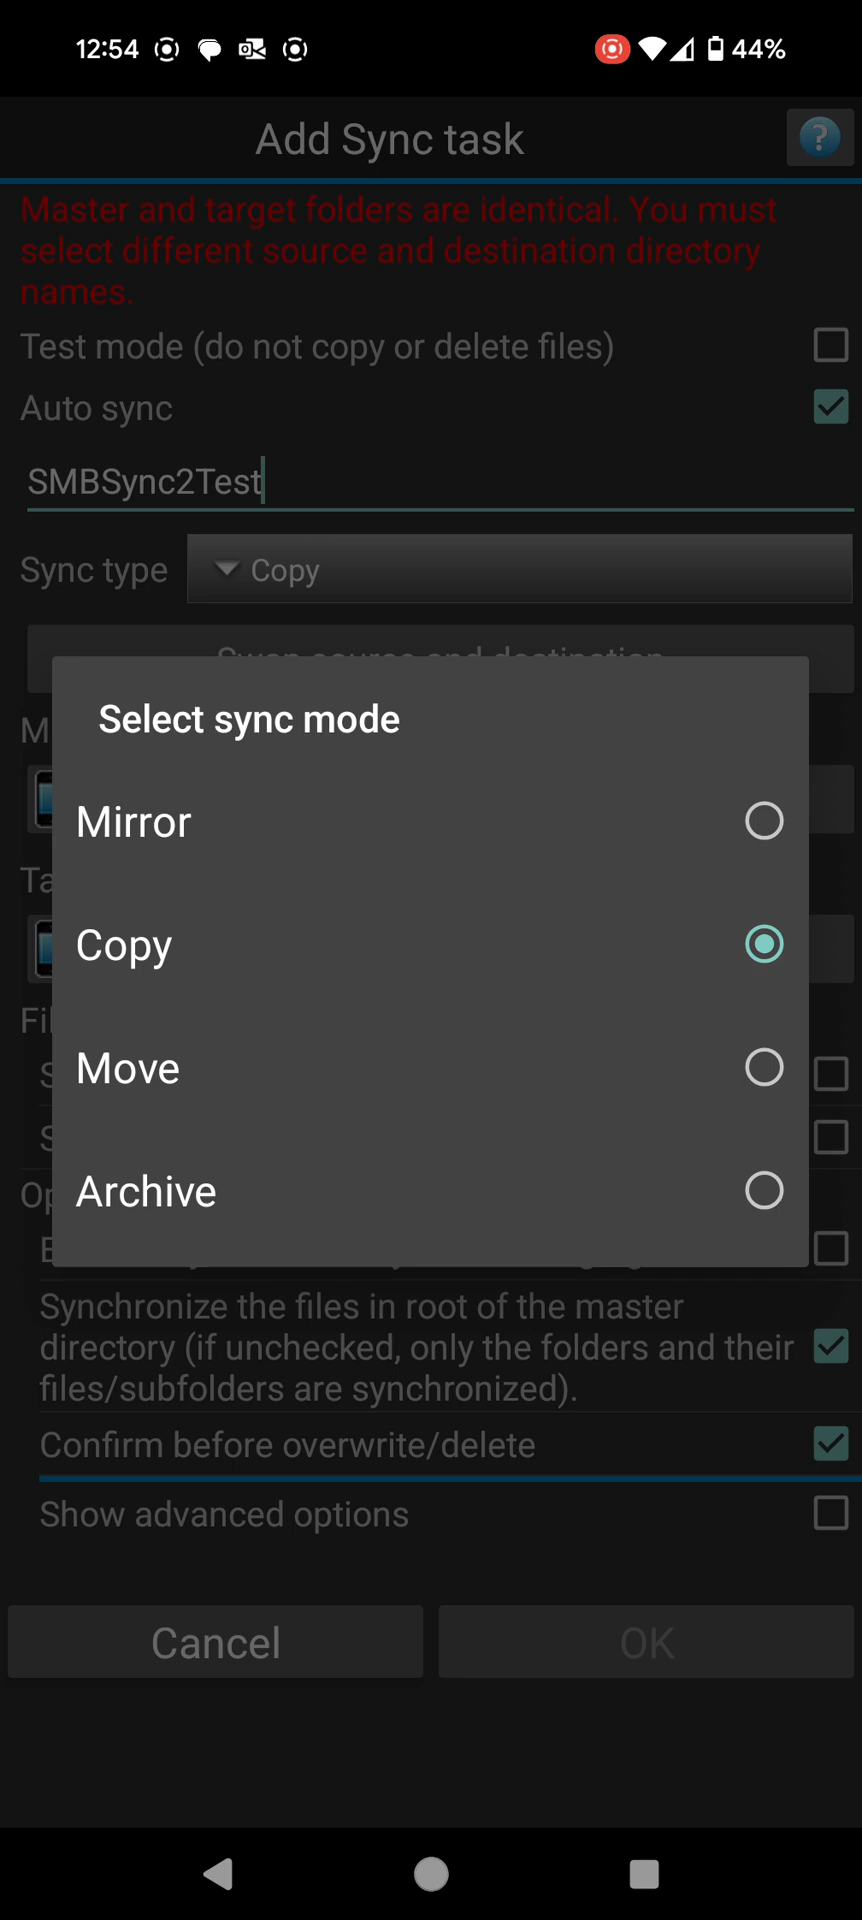 12:54
44%
Add Sync task
?
Master and target folders are identical. You must
select different source and destination directory
names.
Test mode (do not copy or delete files)
Auto sync
SMBSync2Test
Sync type
Copy
Select sync mode
Mirror
Copy
Move
Archive
Synchronize the files in root of the master
directory (if unchecked, only the folders and their
files/subfolders are synchronized).
Confirm before overwrite/delete
Show advanced options
Cancel
OK